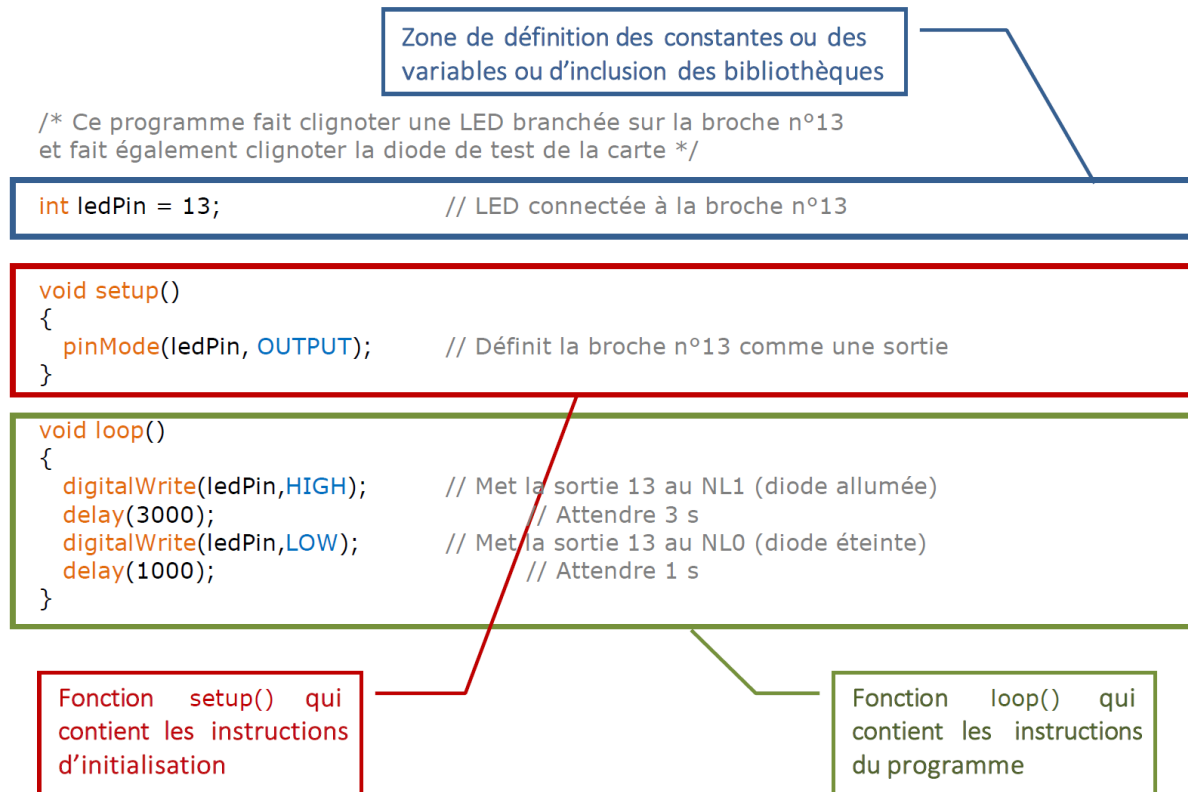 Zone de définition des constantes ou des
variables ou d’inclusion des bibliothèques
/* Ce programme fait clignoter une LED branchée sur la broche n°13
et fait également clignoter la diode de test de la carte */
int ledPin = 13; // LED connectée à la broche n°13
void setup()
{
pinMode(ledPin, OUTPUT); // Définit la broche n°13 comme une sortie
}
void loop()
{
digitalWrite(ledPin,HIGH); // Met la sortie 13 au NL1 (diode allumée)
delay(3000); // Attendre 3 s
digitalWrite(ledPin,LOW); // Met la sortie 13 au NL0 (diode éteinte)
delay(1000); // Attendre 1 s
}
Fonction setup() qui
contient les instructions
d’initialisation
Fonction loop() qui
contient les instructions
du programme